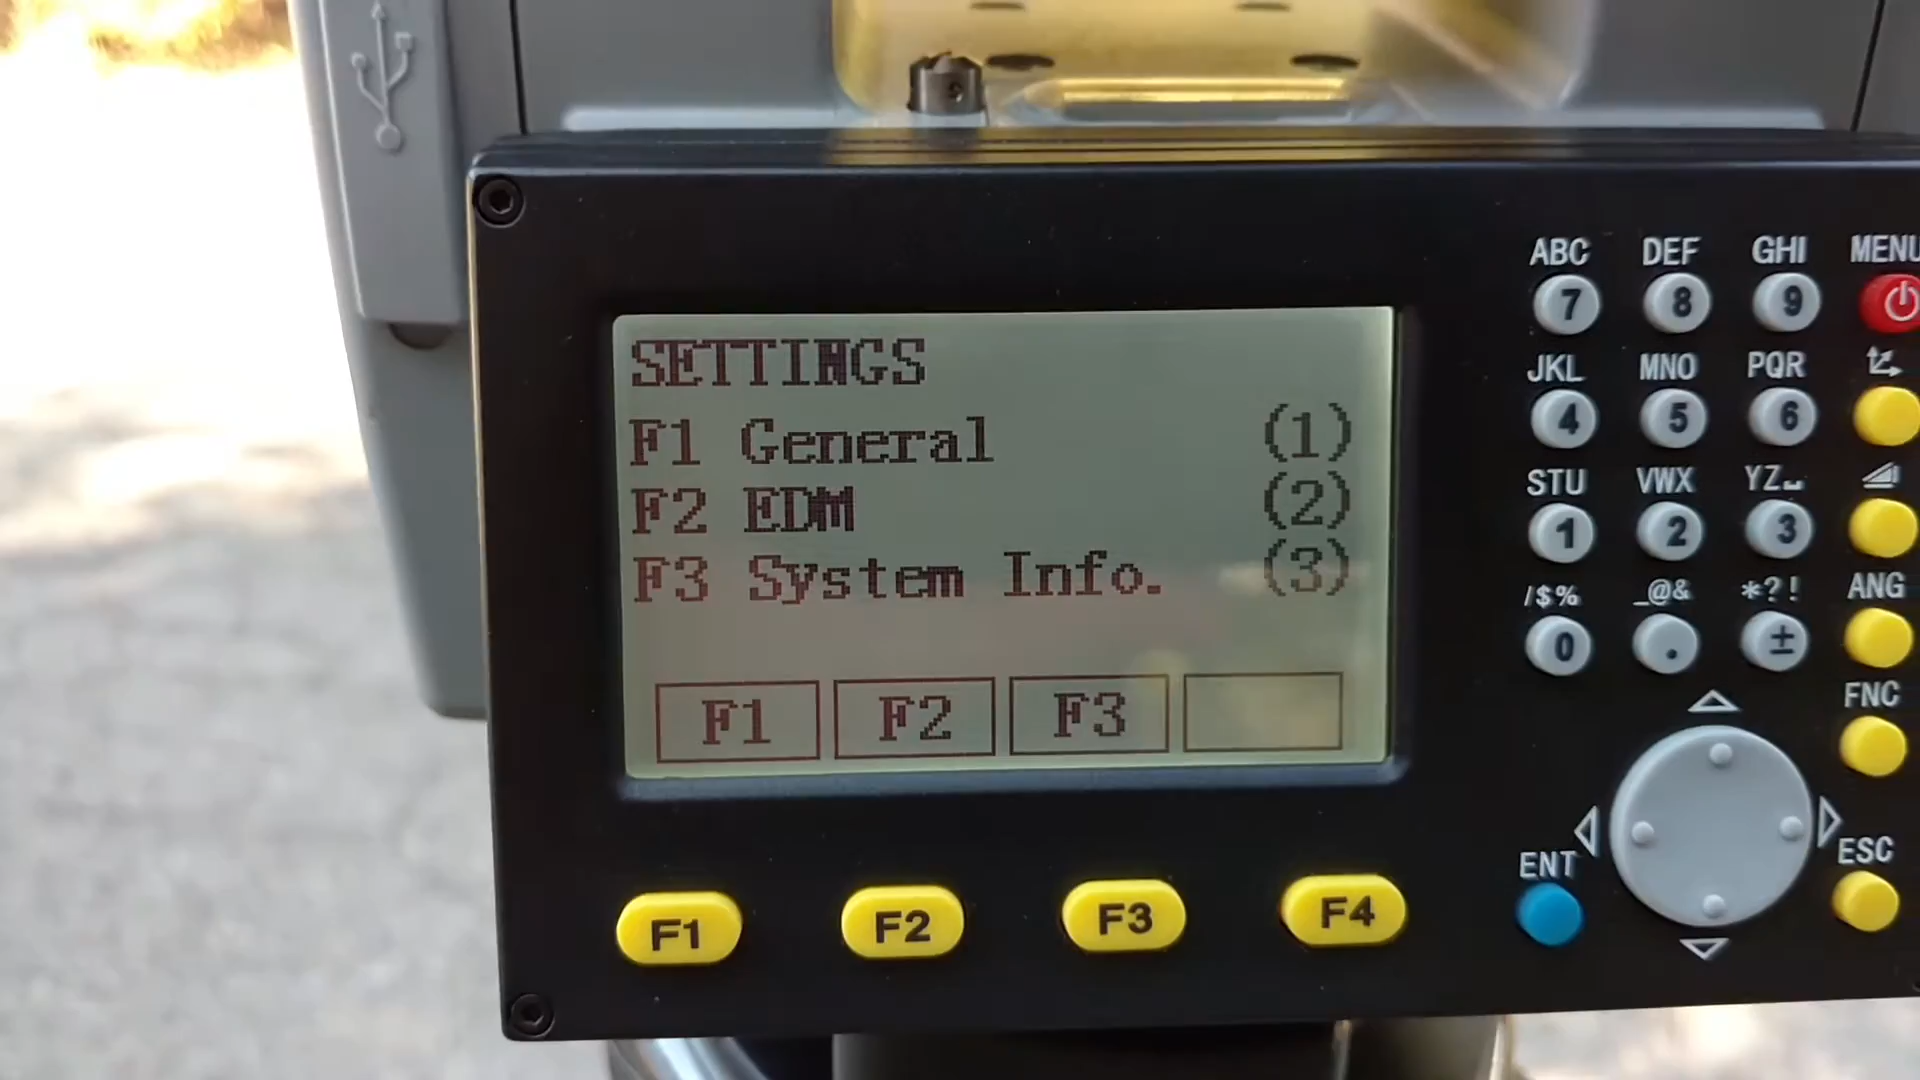 SETTINGS
F1 General (1)
F2 EDM (2)
F3 System Info. (3)
F1 F2 F3
F1 F2 F3 F4
ABC DEF GHI MENU
7 8 9
JKL MNO PQR
4 5 6
STU VWX YZ
1 2 3
/$% _@& *?! ANG
0 . ±
FNC
ENT ESC